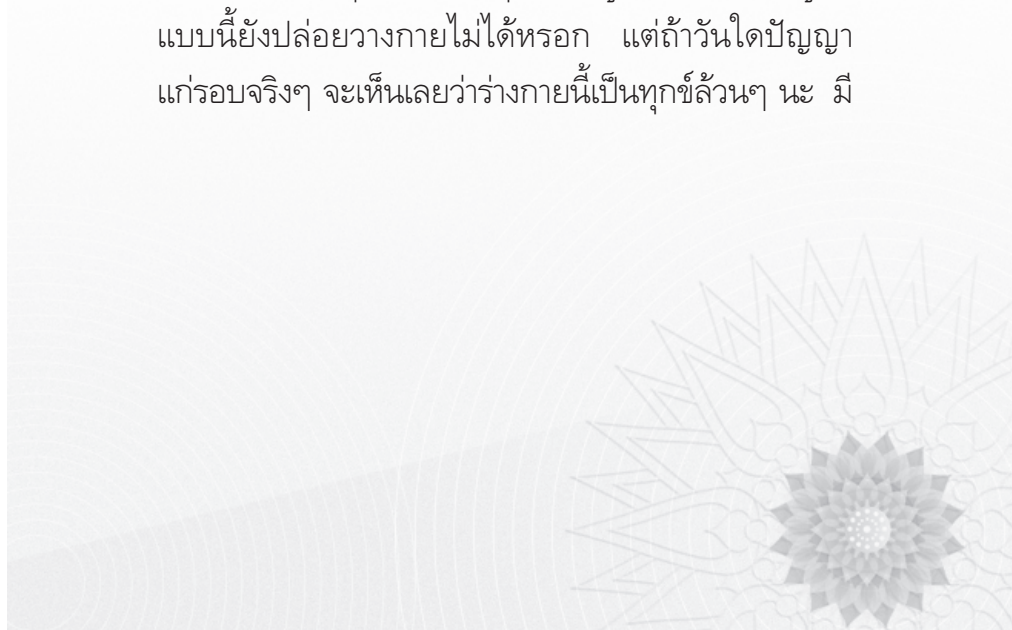 แบบนี้ยังปล่อยวางกายไม่ได้หรอก แต่ถ้าวันใดปัญญา
แก่รอบจริงๆ จะเห็นเลยว่าร่างกายนี้เป็นทุกข์ล้วนๆ นะ มี